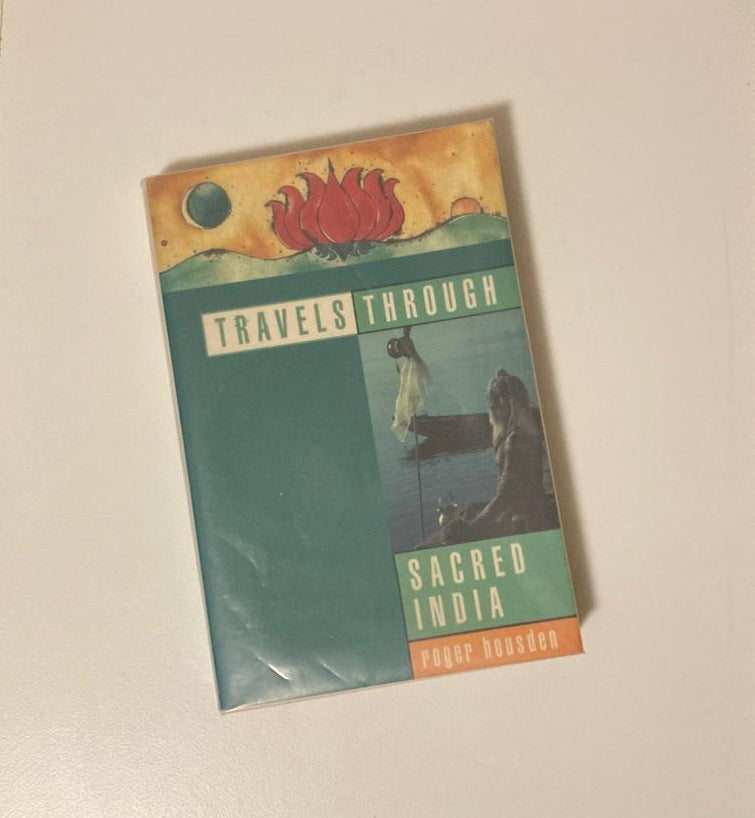 TRAVELS THROUGH
SACRED
INDIA
roger housden